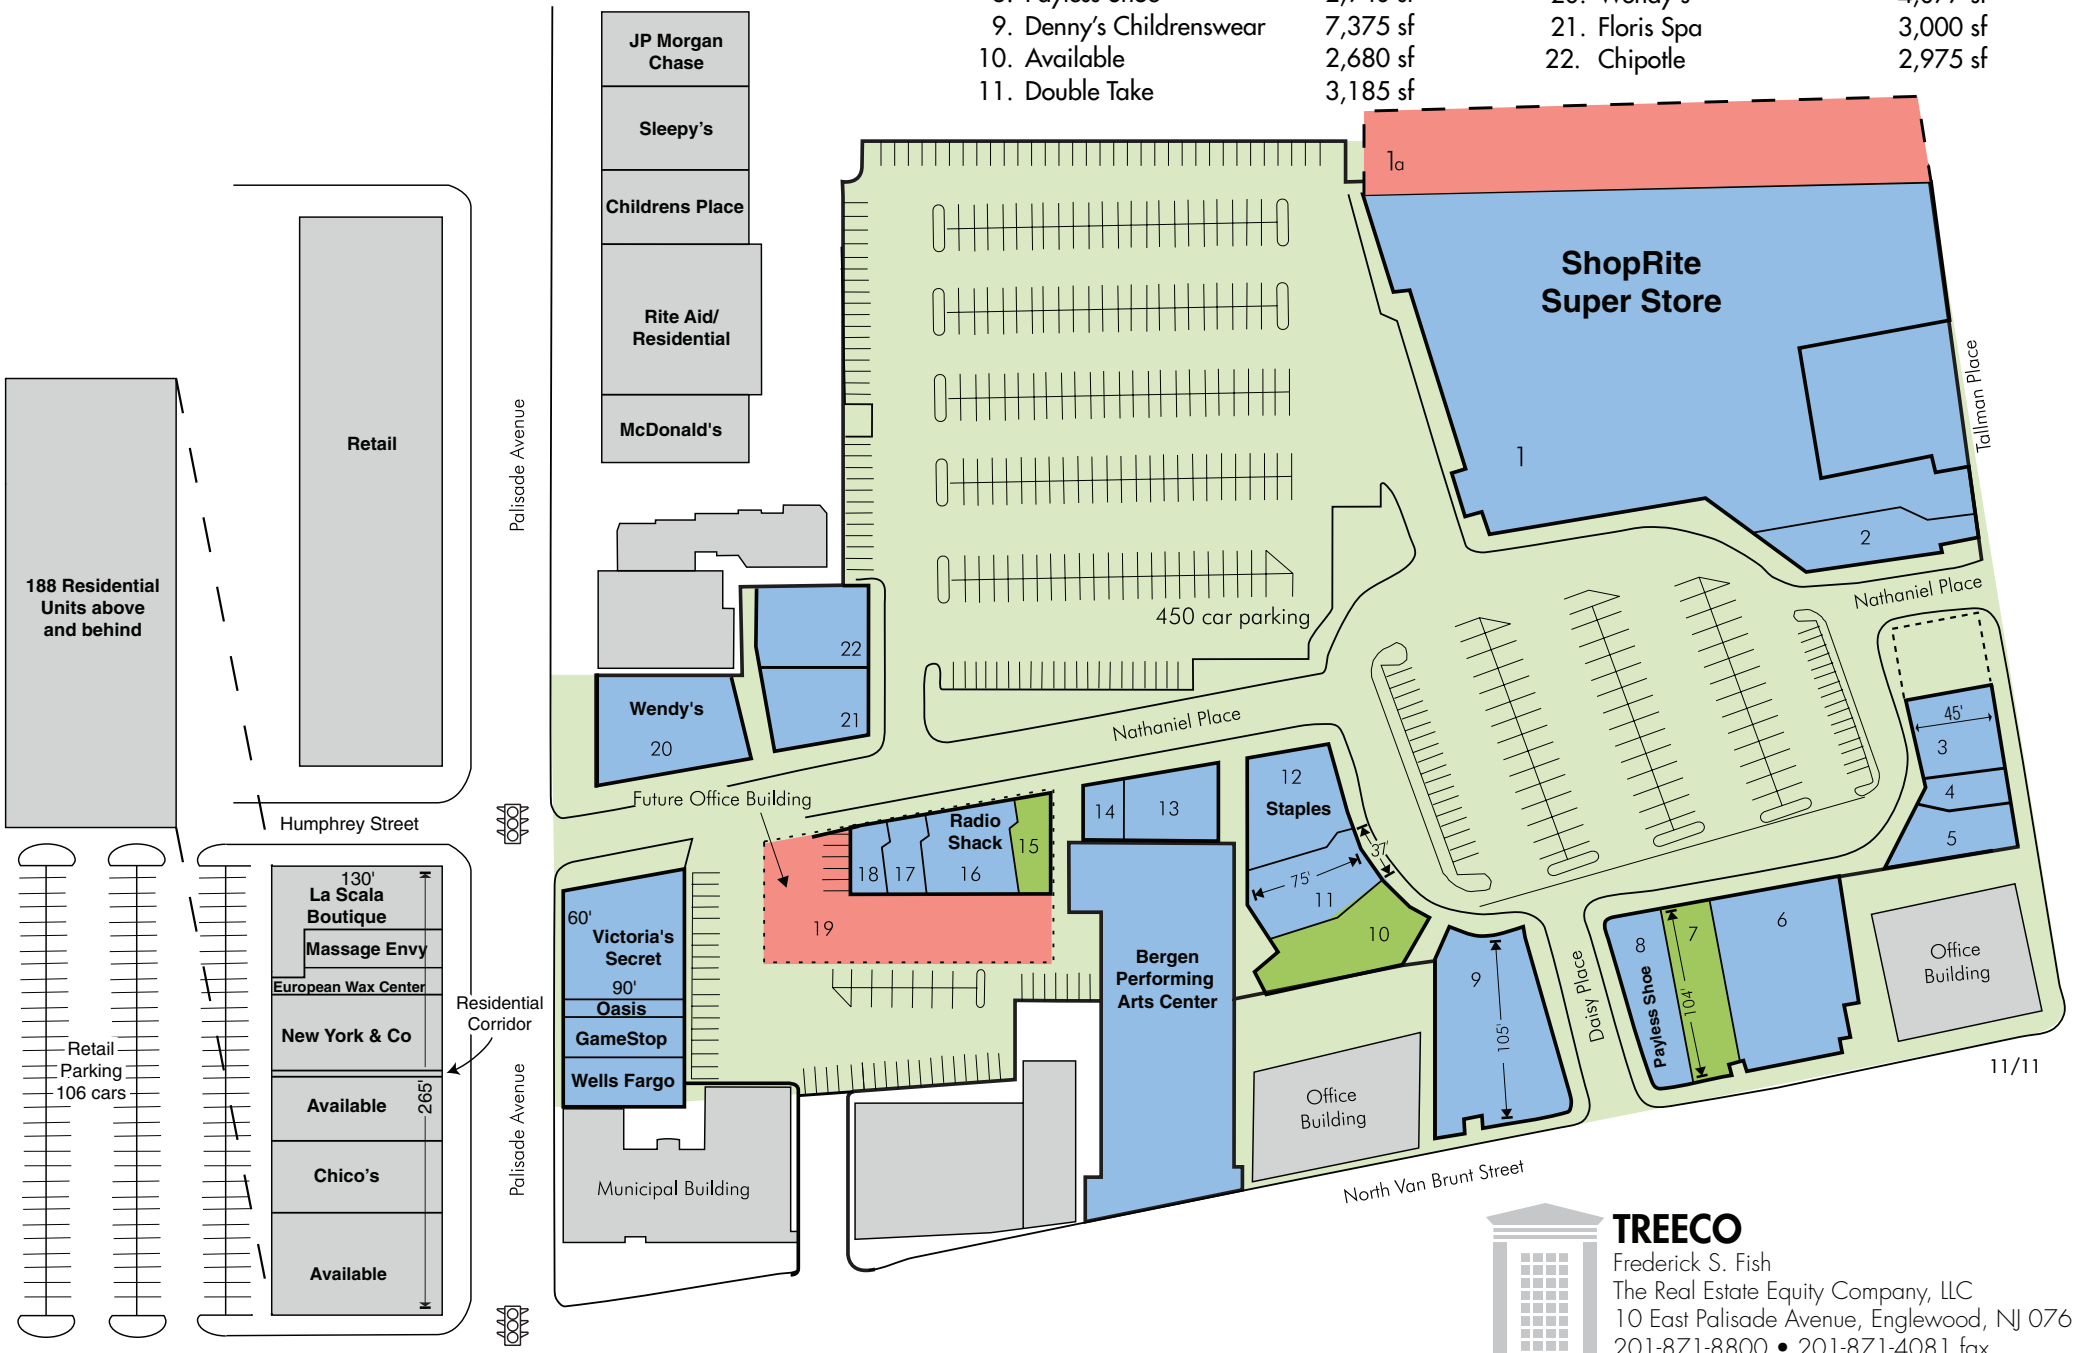 9. Denny's Childrenswear 7,375 sf
10. Available 2,680 sf
11. Double Take 3,185 sf
21. Floris Spa 3,000 sf
22. Chipotle 2,975 sf
JP Morgan
Chase
Sleepy's
Childrens Place
Rite Aid/
Residential
McDonald's
Retail
188 Residential
Units above
and behind
Palisade Avenue
Humphrey Street
1a
ShopRite
Super Store
1
2
Tallman Place
Nathaniel Place
450 car parking
22
21
Wendy's
20
Nathaniel Place
Future Office Building
45'
3
4
5
14
13
12
Staples
37'
75'
11
10
Radio
Shack
15
16
17
18
19
60'
Victoria's
Secret
90'
Oasis
GameStop
Wells Fargo
130'
La Scala
Boutique
Massage Envy
European Wax Center
New York & Co
Available
265'
Chico's
Available
Residential
Corridor
Retail
Parking
106 cars
Palisade Avenue
Municipal Building
Bergen
Performing
Arts Center
Office
Building
9
105'
Daisy Place
8
Payless Shoe
7
104'
6
Office
Building
11/11
North Van Brunt Street
TREECO
Frederick S. Fish
The Real Estate Equity Company, LLC
10 East Palisade Avenue, Englewood, NJ 076
201-871-8800 • 201-871-4081 fax